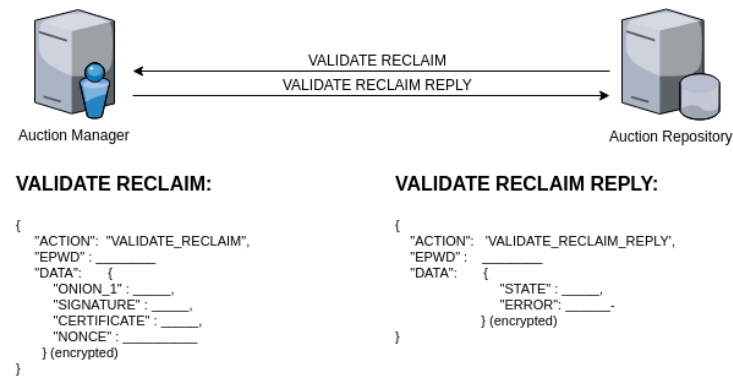 VALIDATE RECLAIM
VALIDATE RECLAIM REPLY
Auction Manager
Auction Repository
VALIDATE RECLAIM:
{
"ACTION": "VALIDATE_RECLAIM",
"EPWD" : ________
"DATA": {
"ONION_1" : _____,
"SIGNATURE" : _____,
"CERTIFICATE" : _____,
"NONCE" : __________
} (encrypted)
}
VALIDATE RECLAIM REPLY:
{
"ACTION": 'VALIDATE_RECLAIM_REPLY',
"EPWD" : ________
"DATA": {
"STATE" : _____,
"ERROR": ______-
} (encrypted)
}